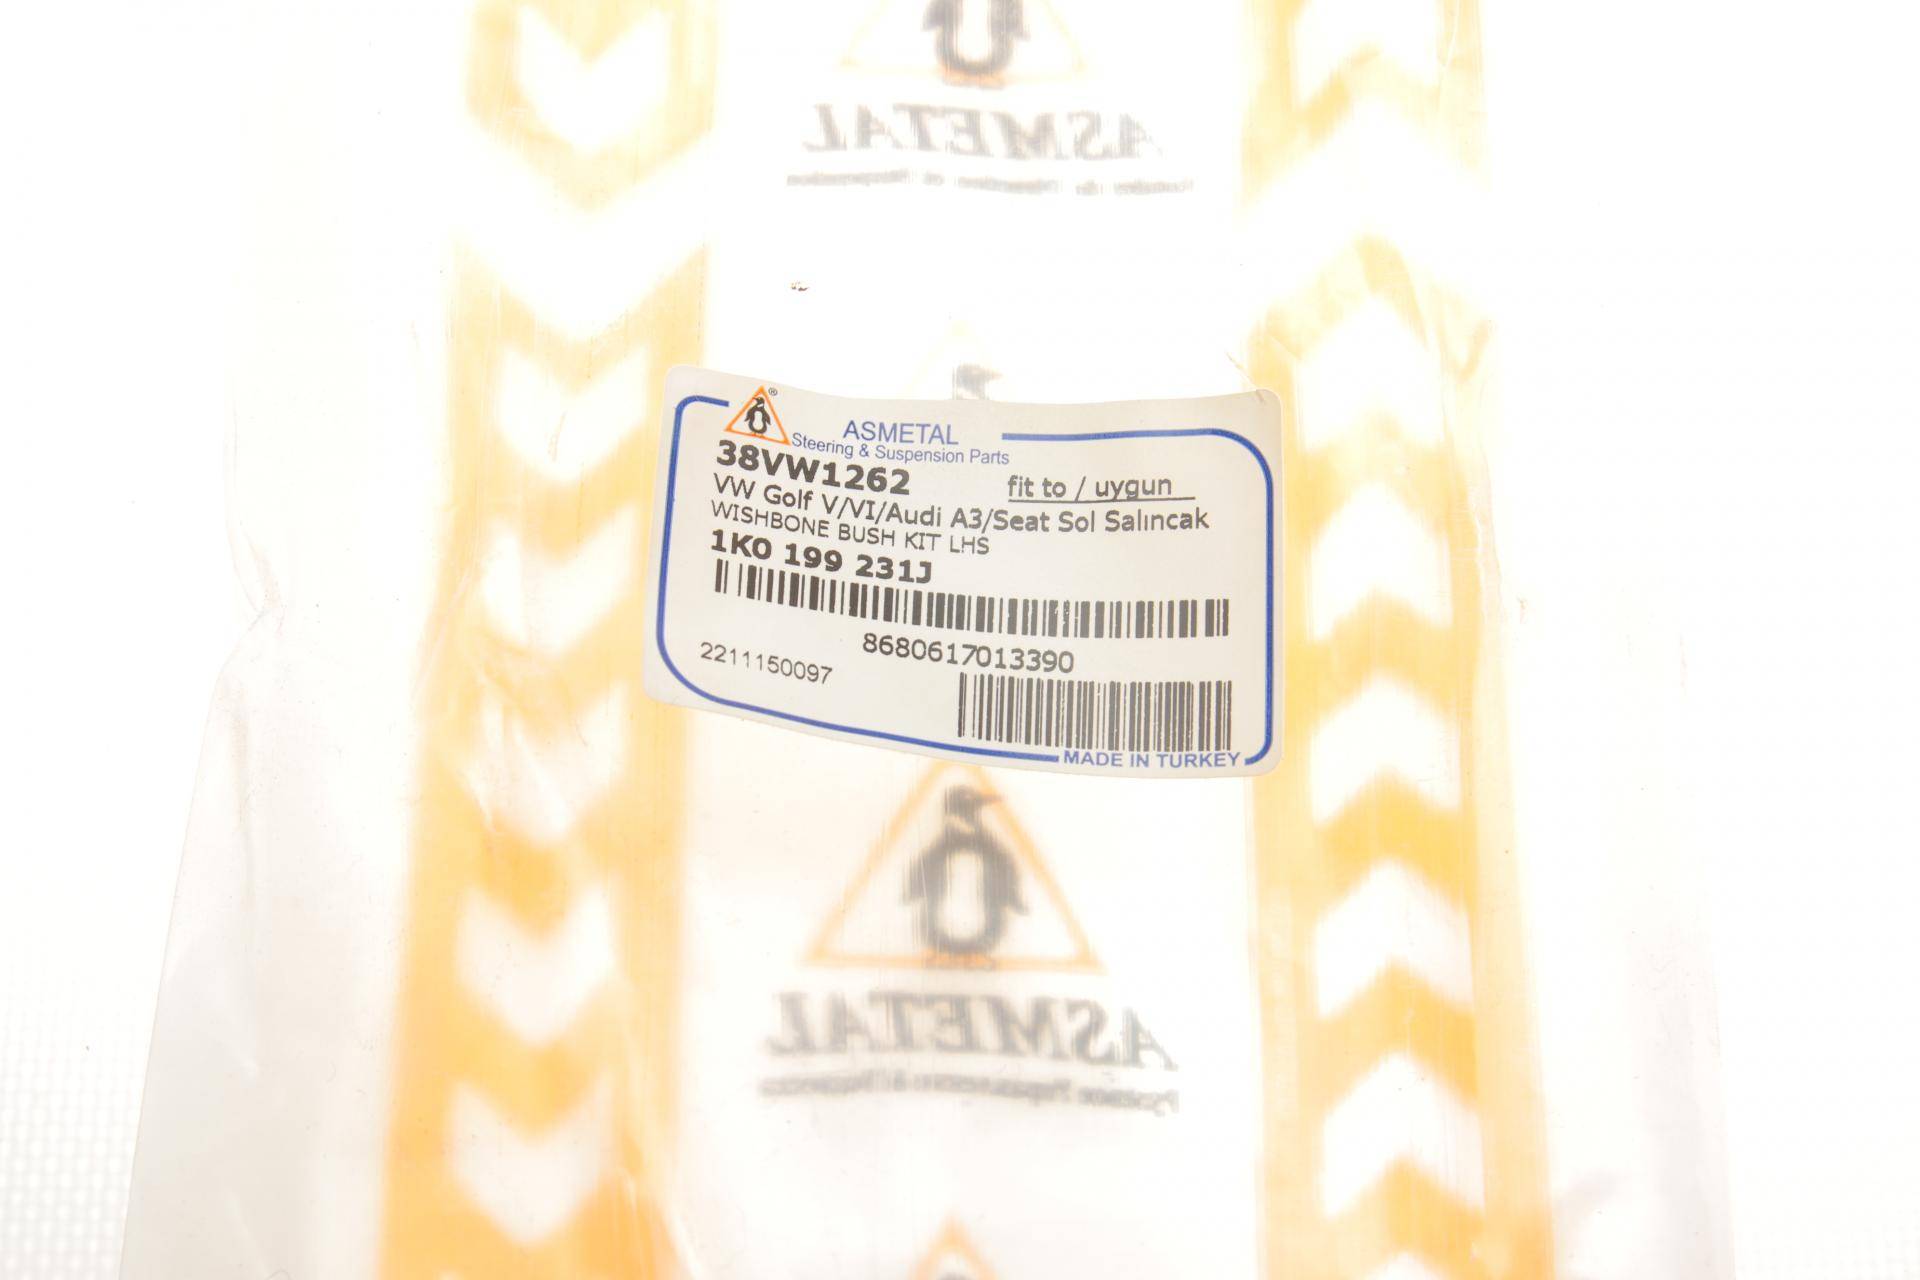 ASMETAL
®
ASMETAL
Steering & Suspension Parts
38VW1262
fit to / uygun
VW Golf V/VI/Audi A3/Seat Sol Salıncak
WISHBONE BUSH KIT LHS
1K0 199 231J
8680617013390
2211150097
MADE IN TURKEY
ASMETAL